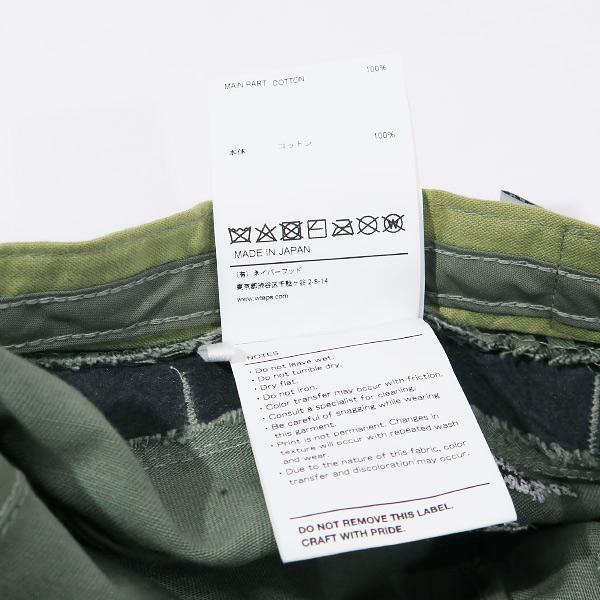 MAIN PART COTTON 100%
本体 コットン 100%
MADE IN JAPAN
(有) ネイバーフッド
東京都渋谷区千駄ヶ谷 2-8-14
www.wtaps.com
NOTES
・Do not leave wet.
・Do not tumble dry.
・Dry flat.
・Do not iron.
・Color transfer may occur with friction.
・Consult a specialist for cleaning.
・Be careful of snagging while wearing
this garment.
・Print is not permanent. Changes in
texture will occur with repeated wash
and wear.
・Due to the nature of this fabric, color
transfer and discoloration may occur.
DO NOT REMOVE THIS LABEL.
CRAFT WITH PRIDE.